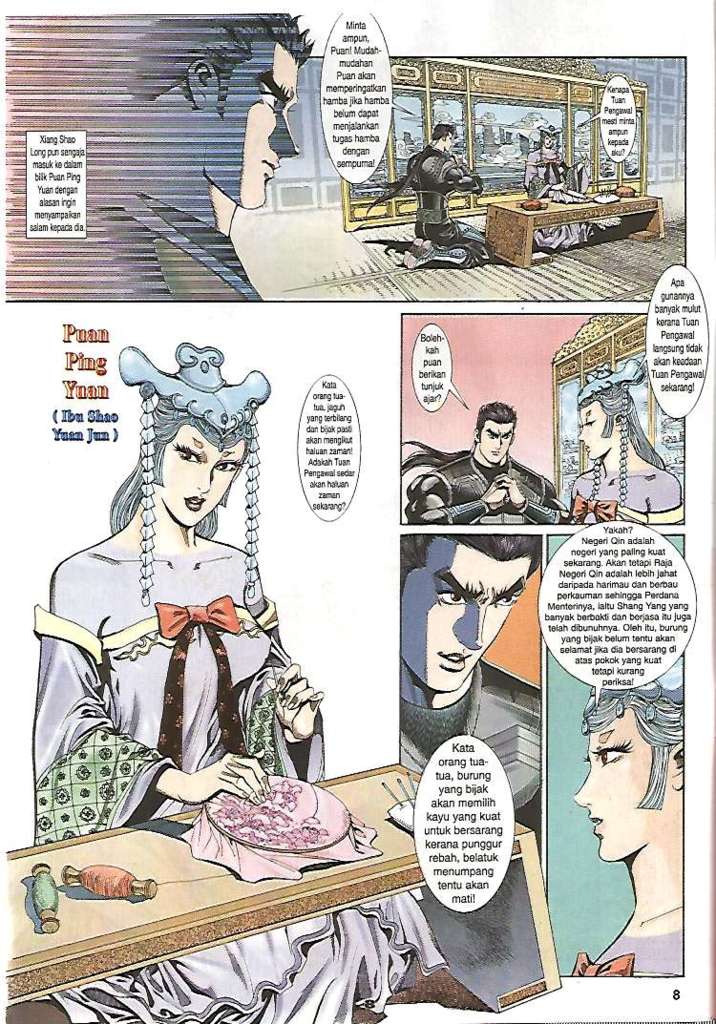 Minta
ampun,
Puan! Mudah-
mudahan
Puan akan
memperingatkan
hamba jika hamba
belum dapat
menjalankan
tugas hamba
dengan
sempurna!
Kenapa
Tuan
Pengawal
mesti minta
ampun
kepada
aku?
Xiang Shao
Long pun sengaja
masuk ke dalam
bilik Puan Ping
Yuan dengan
alasan ingin
menyampaikan
salam kepada dia.
Puan
Ping
Yuan
( Ibu Shao
Yuan Jun )
Kata
orang tua-
tua, jaguh
yang terbilang
dan bijak pasti
akan mengikut
haluan zaman!
Adakah Tuan
Pengawal sedar
akan haluan
zaman
sekarang?
Boleh-
kah
puan
berikan
tunjuk
ajar?
Apa
gunannya
banyak mulut
kerana Tuan
Pengawal
langsung tidak
akan keadaan
Tuan Pengawal
sekarang!
Kata
orang tua-
tua, burung
yang bijak
akan memilih
kayu yang kuat
untuk bersarang
kerana punggur
rebah, belatuk
menumpang
tentu akan
mati!
Yakah?
Negeri Qin adalah
negeri yang paling kuat
sekarang. Akan tetapi Raja
Negeri Qin adalah lebih jahat
daripada harimau dan berbau
perkauman sehingga Perdana
Menterinya, iaitu Shang Yang yang
banyak berbakti dan berjasa itu juga
telah dibunuhnya. Oleh itu, burung
yang bijak belum tentu akan
selamat jika dia bersarang di
atas pokok yang kuat
tetapi kurang
periksa!
8
8